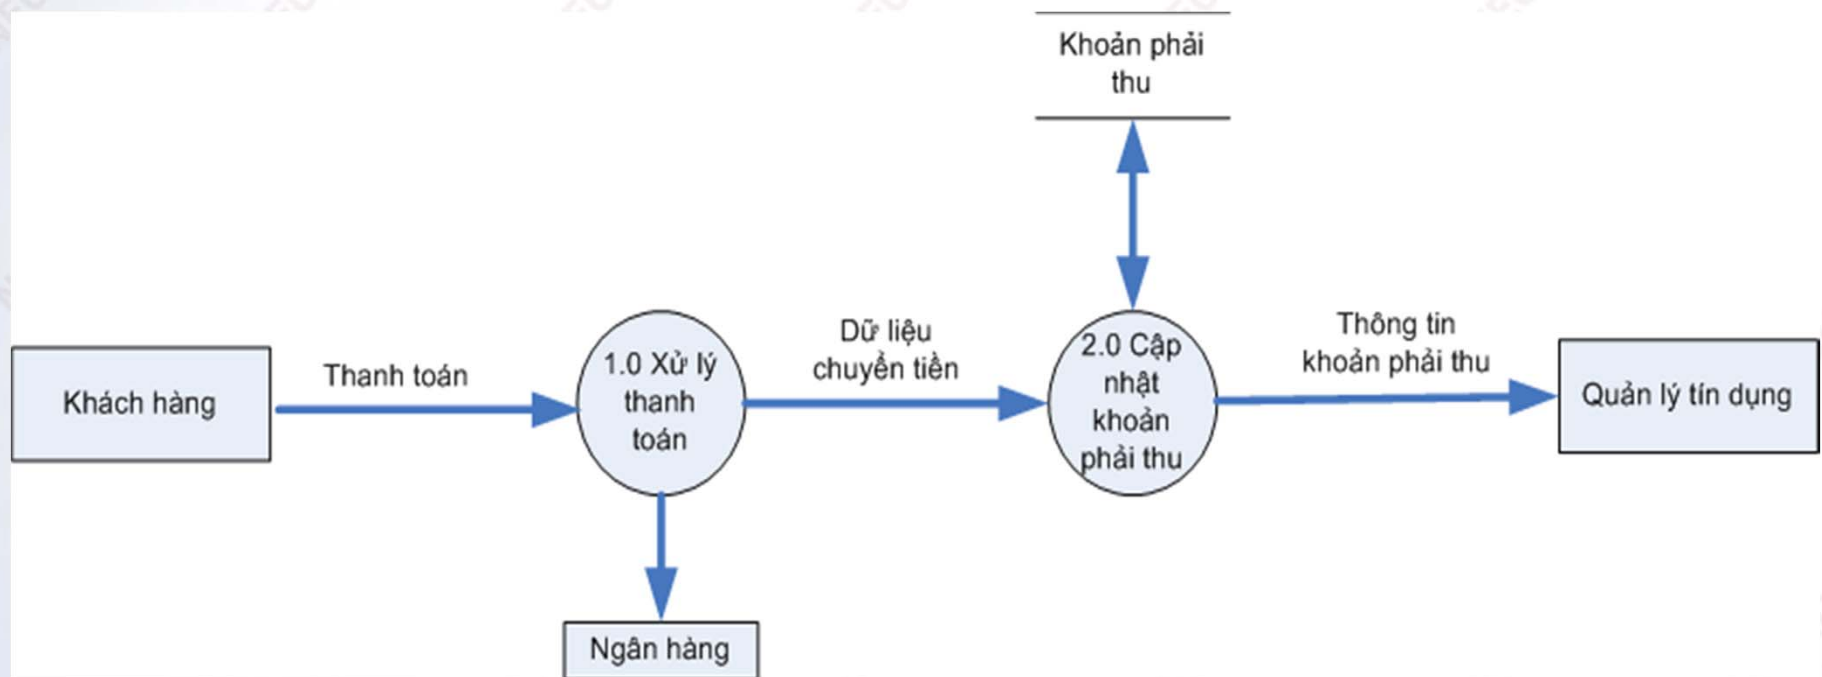 Khoản phải
thu
Khách hàng
Thanh toán
1.0 Xử lý
thanh
toán
Dữ liệu
chuyển tiền
2.0 Cập
nhật
khoản
phải thu
Thông tin
khoản phải thu
Quản lý tín dụng
Ngân hàng